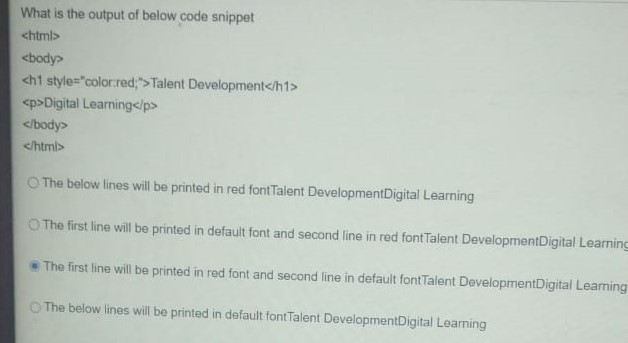 What is the output of below code snippet
<html>
<body>
<h1 style="color:red;">Talent Development</h1>
<p>Digital Learning</p>
</body>
</html>
The below lines will be printed in red fontTalent DevelopmentDigital Learning
The first line will be printed in default font and second line in red fontTalent DevelopmentDigital Learning
The first line will be printed in red font and second line in default fontTalent DevelopmentDigital Learning
The below lines will be printed in default fontTalent DevelopmentDigital Learning